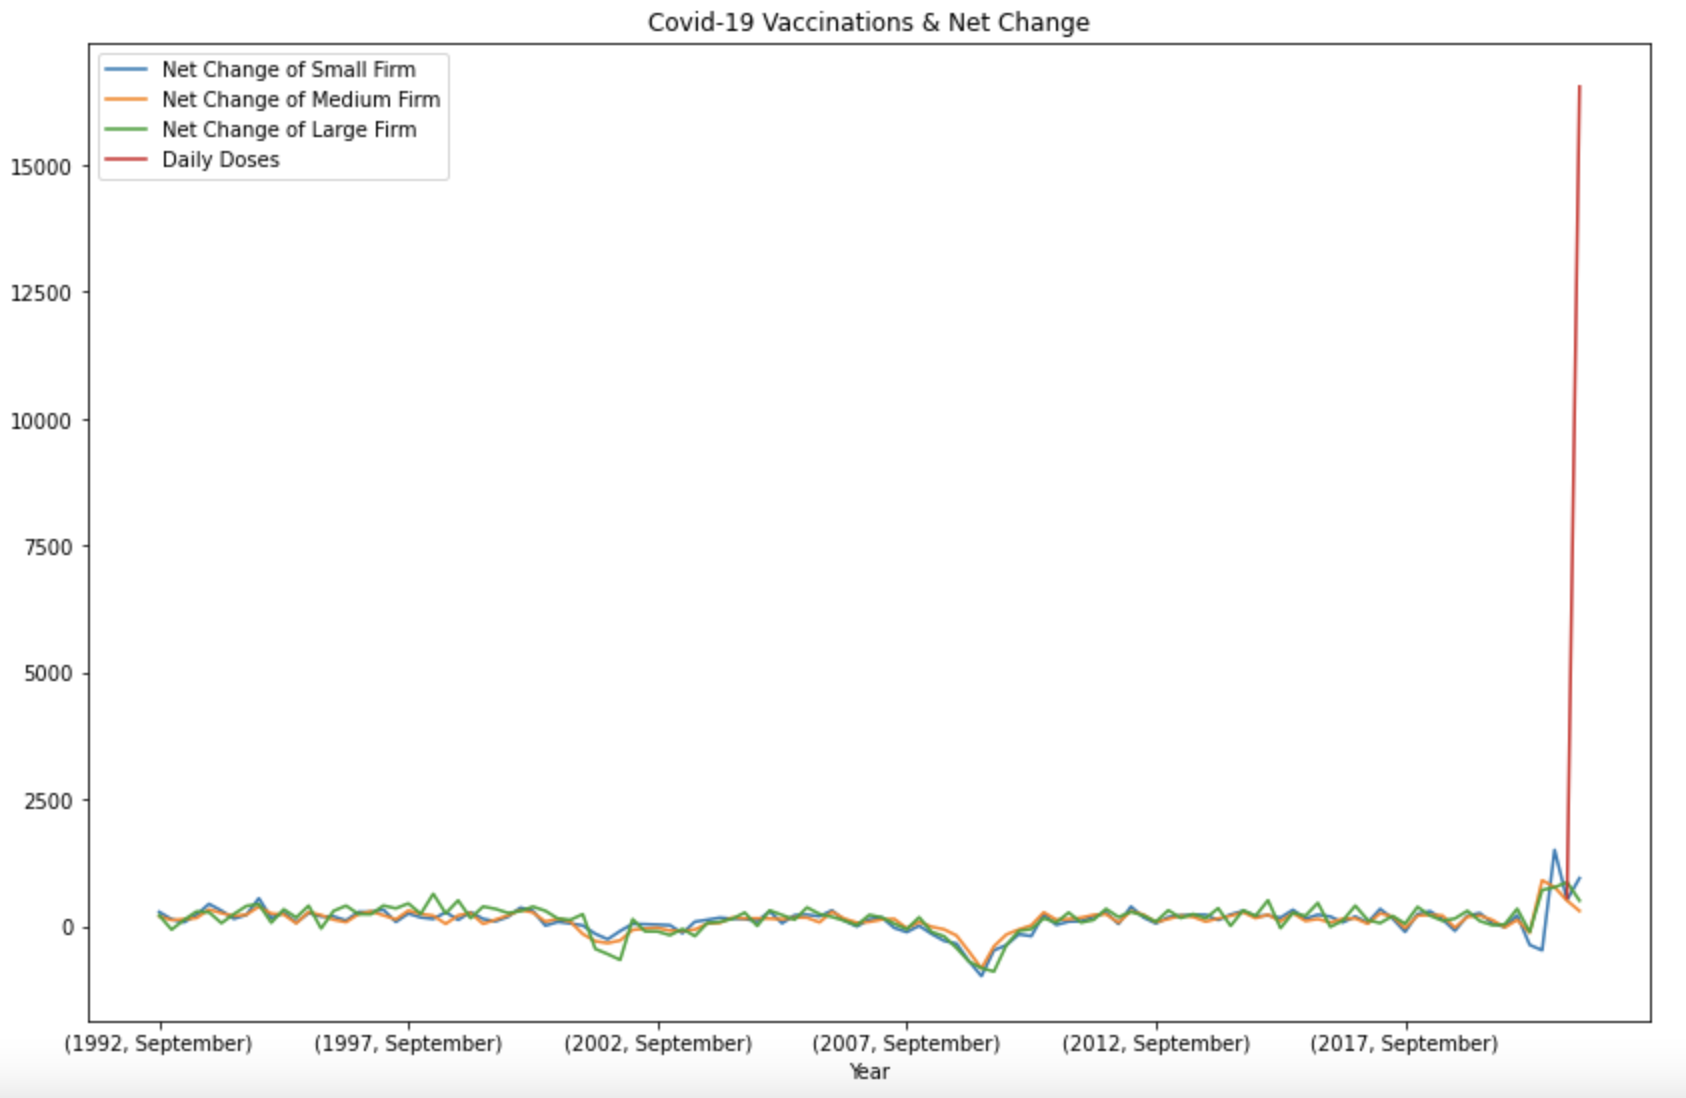 Covid-19 Vaccinations & Net Change
Net Change of Small Firm
Net Change of Medium Firm
Net Change of Large Firm
Daily Doses
15000
12500
10000
7500
5000
2500
0
(1992, September) (1997, September) (2002, September) (2007, September) (2012, September) (2017, September)
Year